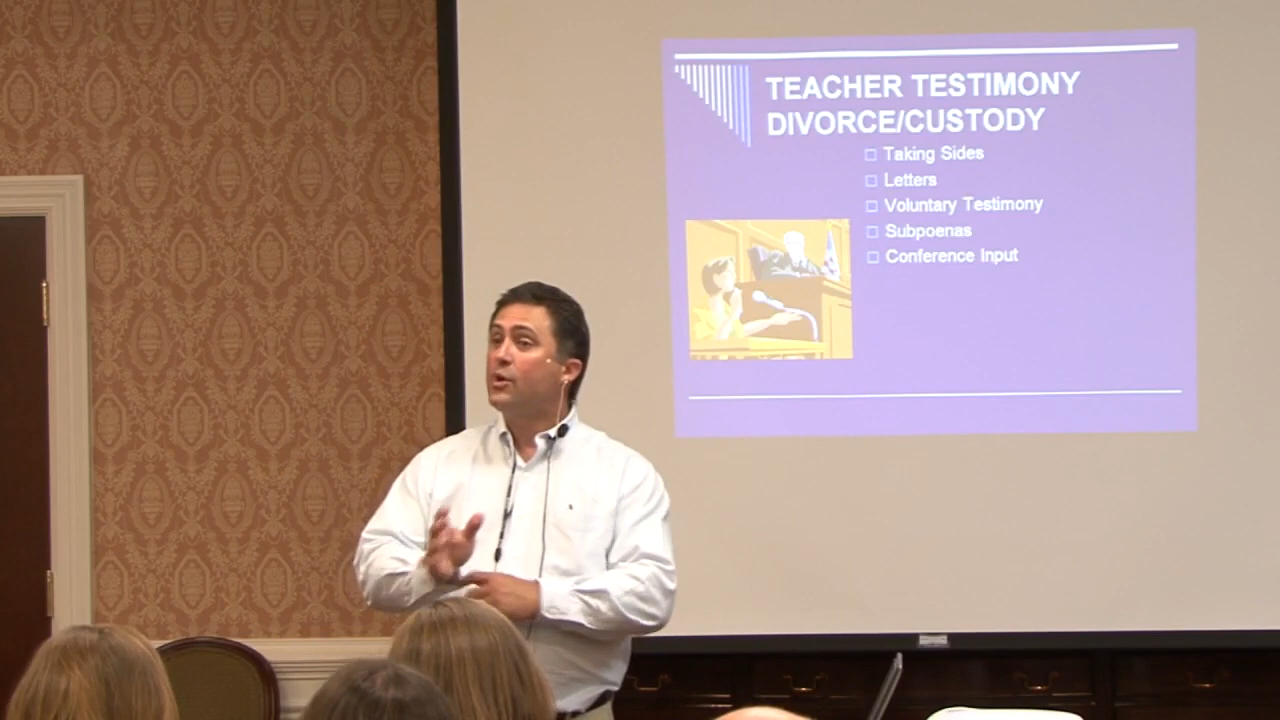 TEACHER TESTIMONY
DIVORCE/CUSTODY
Taking Sides
Letters
Voluntary Testimony
Subpoenas
Conference Input